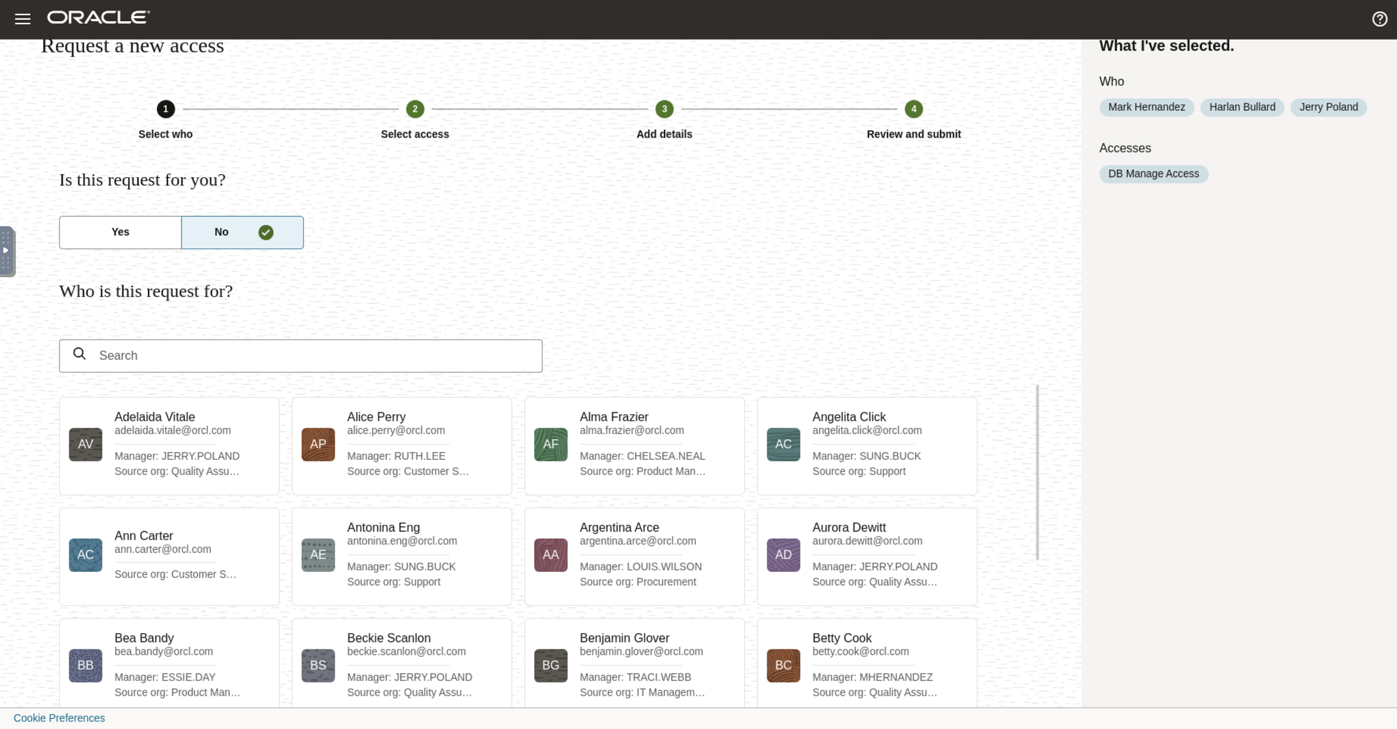 ORACLE
Request a new access
1
2
3
4
Select who
Select access
Add details
Review and submit
Is this request for you?
Yes
No
Who is this request for?
Search
AV
Adelaida Vitale
adelaida.vitale@orcl.com
Manager: JERRY.POLAND
Source org: Quality Assu…
AP
Alice Perry
alice.perry@orcl.com
Manager: RUTH.LEE
Source org: Customer S…
AF
Alma Frazier
alma.frazier@orcl.com
Manager: CHELSEA.NEAL
Source org: Product Man…
AC
Angelita Click
angelita.click@orcl.com
Manager: SUNG.BUCK
Source org: Support
AC
Ann Carter
ann.carter@orcl.com
Source org: Customer S…
AE
Antonina Eng
antonina.eng@orcl.com
Manager: SUNG.BUCK
Source org: Support
AA
Argentina Arce
argentina.arce@orcl.com
Manager: LOUIS.WILSON
Source org: Procurement
AD
Aurora Dewitt
aurora.dewitt@orcl.com
Manager: JERRY.POLAND
Source org: Quality Assu…
BB
Bea Bandy
bea.bandy@orcl.com
Manager: ESSIE.DAY
Source org: Product Man…
BS
Beckie Scanlon
beckie.scanlon@orcl.com
Manager: JERRY.POLAND
Source org: Quality Assu…
BG
Benjamin Glover
benjamin.glover@orcl.com
Manager: TRACI.WEBB
Source org: IT Managem…
BC
Betty Cook
betty.cook@orcl.com
Manager: MHERNANDEZ
Source org: Quality Assu…
What I've selected.
Who
Mark Hernandez
Harlan Bullard
Jerry Poland
Accesses
DB Manage Access
Cookie Preferences